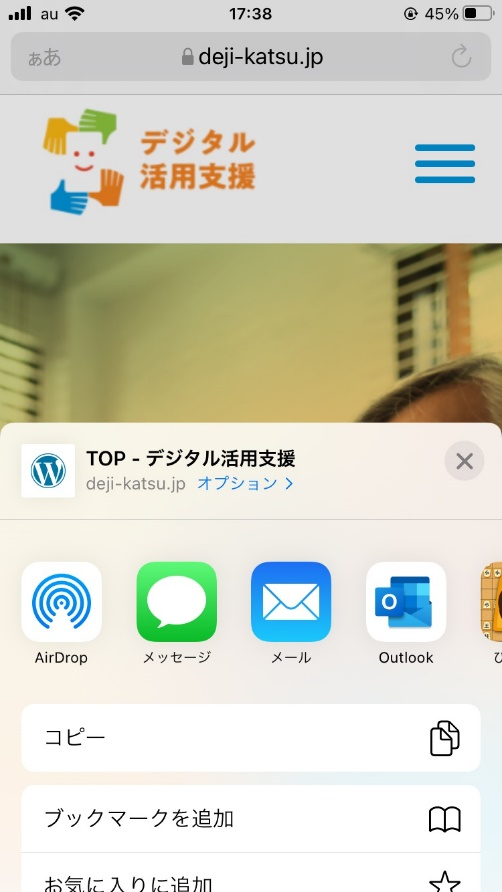 au
17:38
45%
ぁあ
deji-katsu.jp
デジタル
活用支援
TOP - デジタル活用支援
deji-katsu.jp オプション
AirDrop
メッセージ
メール
Outlook
コピー
ブックマークを追加
お気に入りに追加